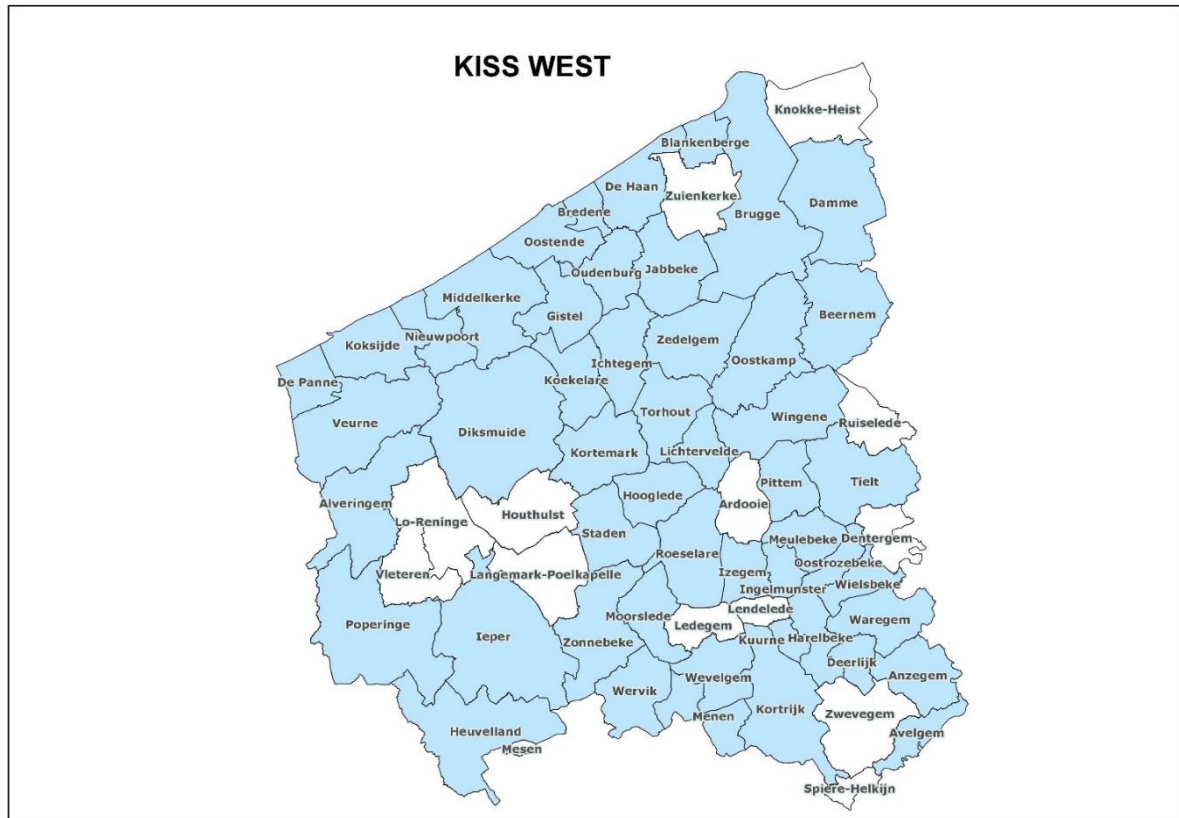 KISS WEST
Knokke-Heist
Blankenberge
De Haan
Zuienkerke
Damme
Bredene
Brugge
Oostende
Oudenburg
Jabbeke
Middelkerke
Gistel
Beernem
Nieuwpoort
Koksijde
Zedelgem
Oostkamp
Ichtegem
De Panne
Koekelare
Torhout
Wingene
Ruiselede
Veurne
Diksmuide
Kortemark
Lichtervelde
Pittem
Tielt
Hooglede
Ardooie
Alveringem
Houthulst
Lo-Reninge
Staden
Meulebeke
Dentergem
Roeselare
Oostrozebeke
Vleteren
Langemark-Poelkapelle
Izegem
Ingelmunster
Wielsbeke
Lendelede
Moorslede
Ledegem
Waregem
Poperinge
Ieper
Zonnebeke
Kuurne
Harelbeke
Deerlijk
Anzegem
Wevelgem
Wervik
Menen
Kortrijk
Zwevegem
Heuvelland
Avelgem
Mesen
Spiere-Helkijn